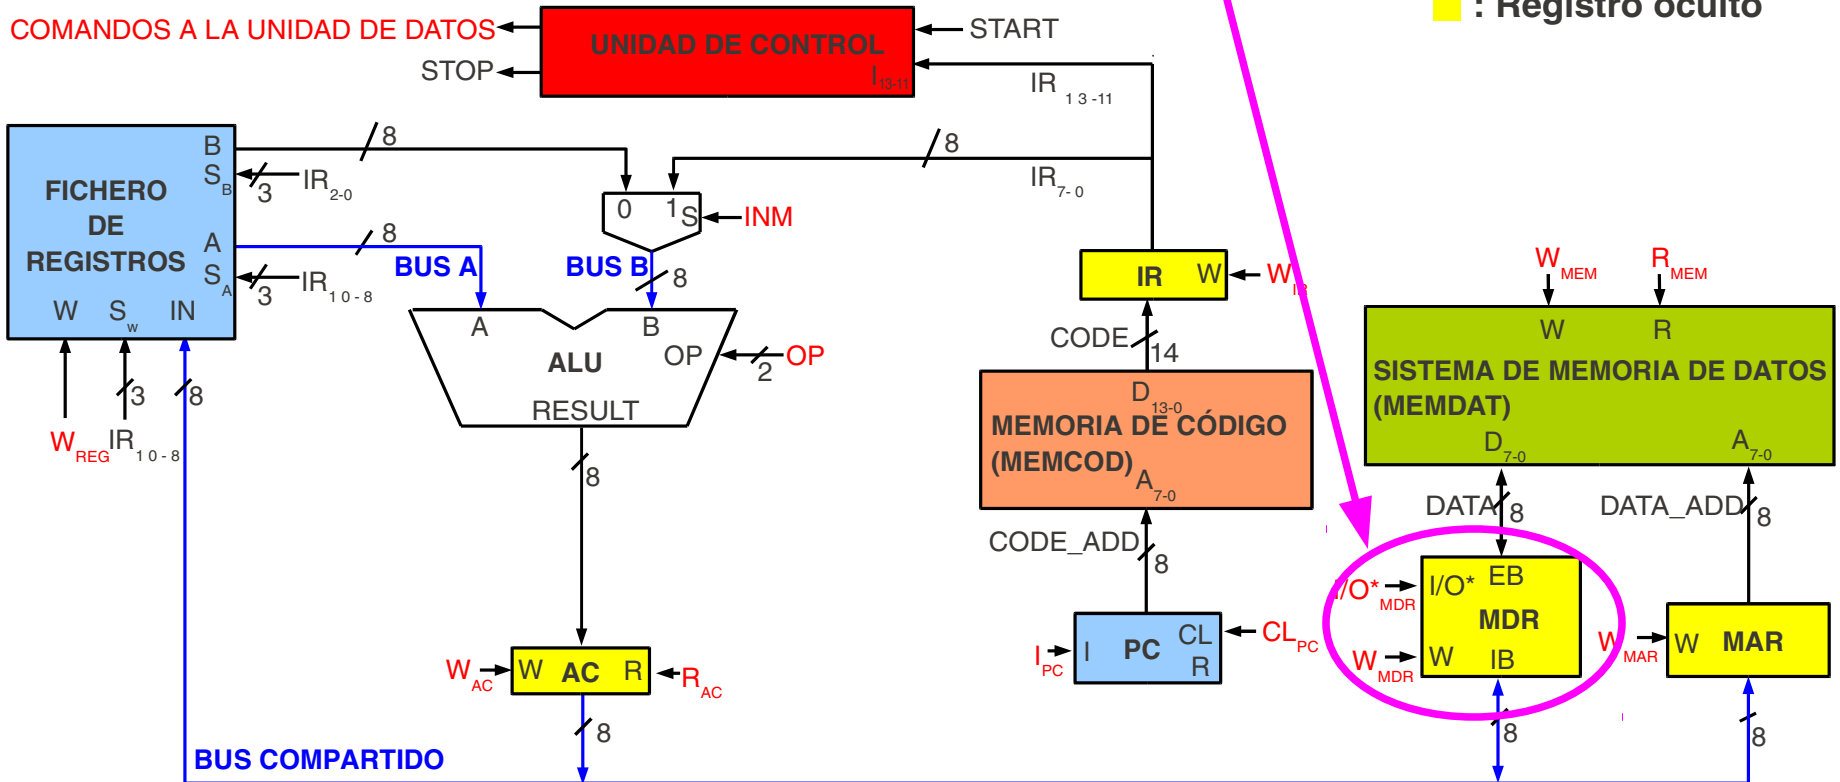 : Registro oculto
COMANDOS A LA UNIDAD DE DATOS
UNIDAD DE CONTROL
START
STOP
I13-11
IR 13-11
B
8
8
SB
3
IR2-0
IR7-0
FICHERO
DE
REGISTROS
0
1
S
INM
A
8
BUS A
BUS B
8
SA
3
IR10-8
IR
W
WIR
WMEM
RMEM
W
Sw
IN
A
B
W
R
ALU
OP
2
OP
CODE
14
3
8
SISTEMA DE MEMORIA DE DATOS
(MEMDAT)
D13-0
RESULT
MEMORIA DE CÓDIGO
(MEMCOD)
WREG
IR10-8
D7-0
A7-0
A7-0
8
DATA
8
DATA_ADD
8
CODE_ADD
8
I/O*MDR
I/O*
EB
MDR
CL
CLPC
IPC
I
PC
R
WMDR
W
IB
WMAR
W
MAR
WAC
W
AC
R
RAC
8
8
8
BUS COMPARTIDO